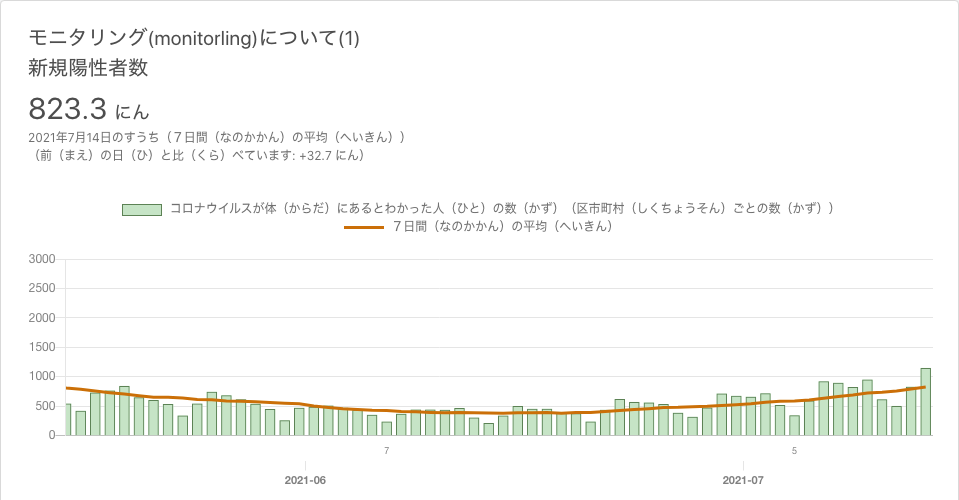 モニタリング(monitorling)について(1)
新規陽性者数
823.3 にん
2021年7月14日のすうち（７日間（なのかかん）の平均（へいきん））
（前（まえ）の日（ひ）と比（くら）べています: +32.7 にん）
コロナウイルスが体（からだ）にあるとわかった人（ひと）の数（かず）（区市町村（しくちょうそん）ごとの数（かず））
７日間（なのかかん）の平均（へいきん）
3000
2500
2000
1500
1000
500
0
7 5
2021-06 2021-07